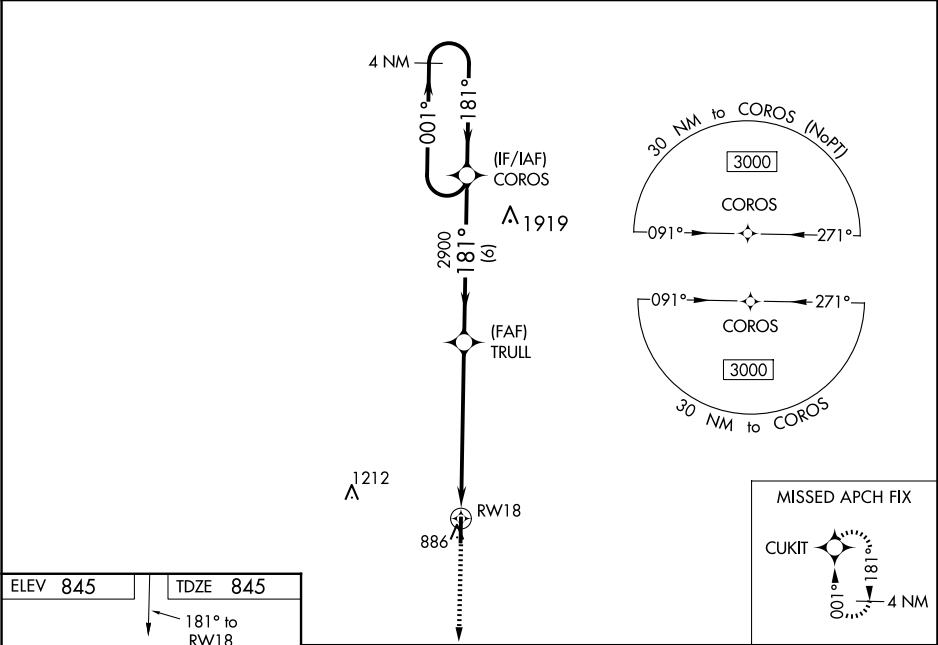 4 NM
001°
181°
(IF/IAF)
COROS
1919
2900
181°
(6)
(FAF)
TRULL
1212
RW18
886
30 NM to COROS (NoPT)
3000
COROS
091°
271°
091°
271°
COROS
3000
30 NM to COROS
MISSED APCH FIX
CUKIT
181°
001°
4 NM
ELEV 845
TDZE 845
181° to
RW18